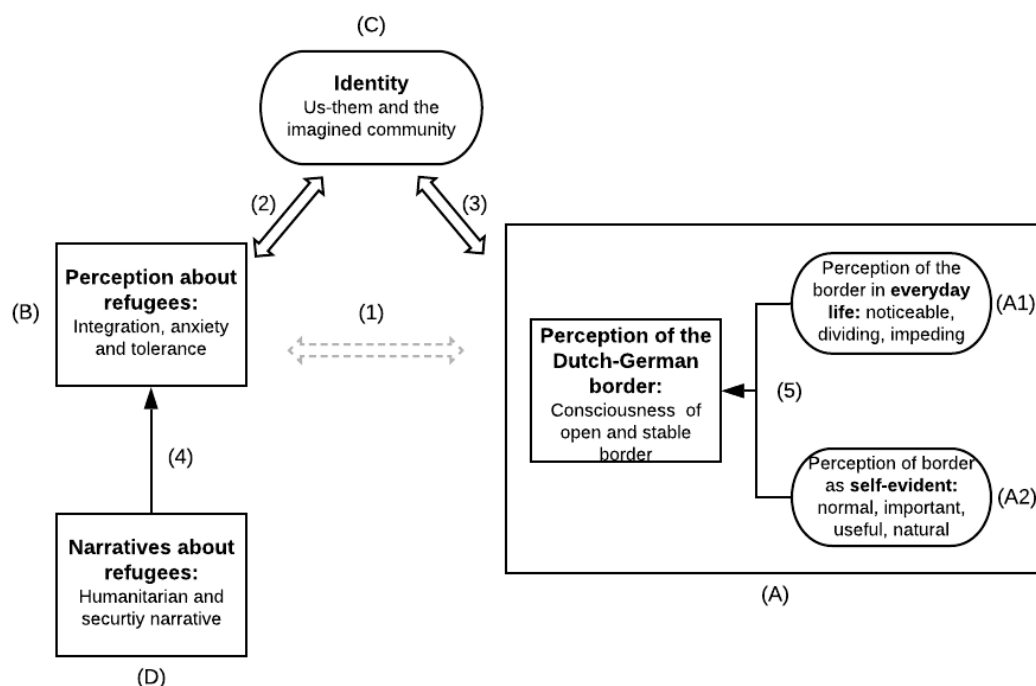 (C)
Identity
Us-them and the
imagined community
(2)
(3)
(B)
Perception about
refugees:
Integration, anxiety
and tolerance
(1)
Perception of the
Dutch-German
border:
Consciousness of
open and stable
border
Perception of the
border in everyday
life: noticeable,
dividing, impeding
(A1)
(5)
Perception of border
as self-evident:
normal, important,
useful, natural
(A2)
(4)
Narratives about
refugees:
Humanitarian and
securtiy narrative
(A)
(D)